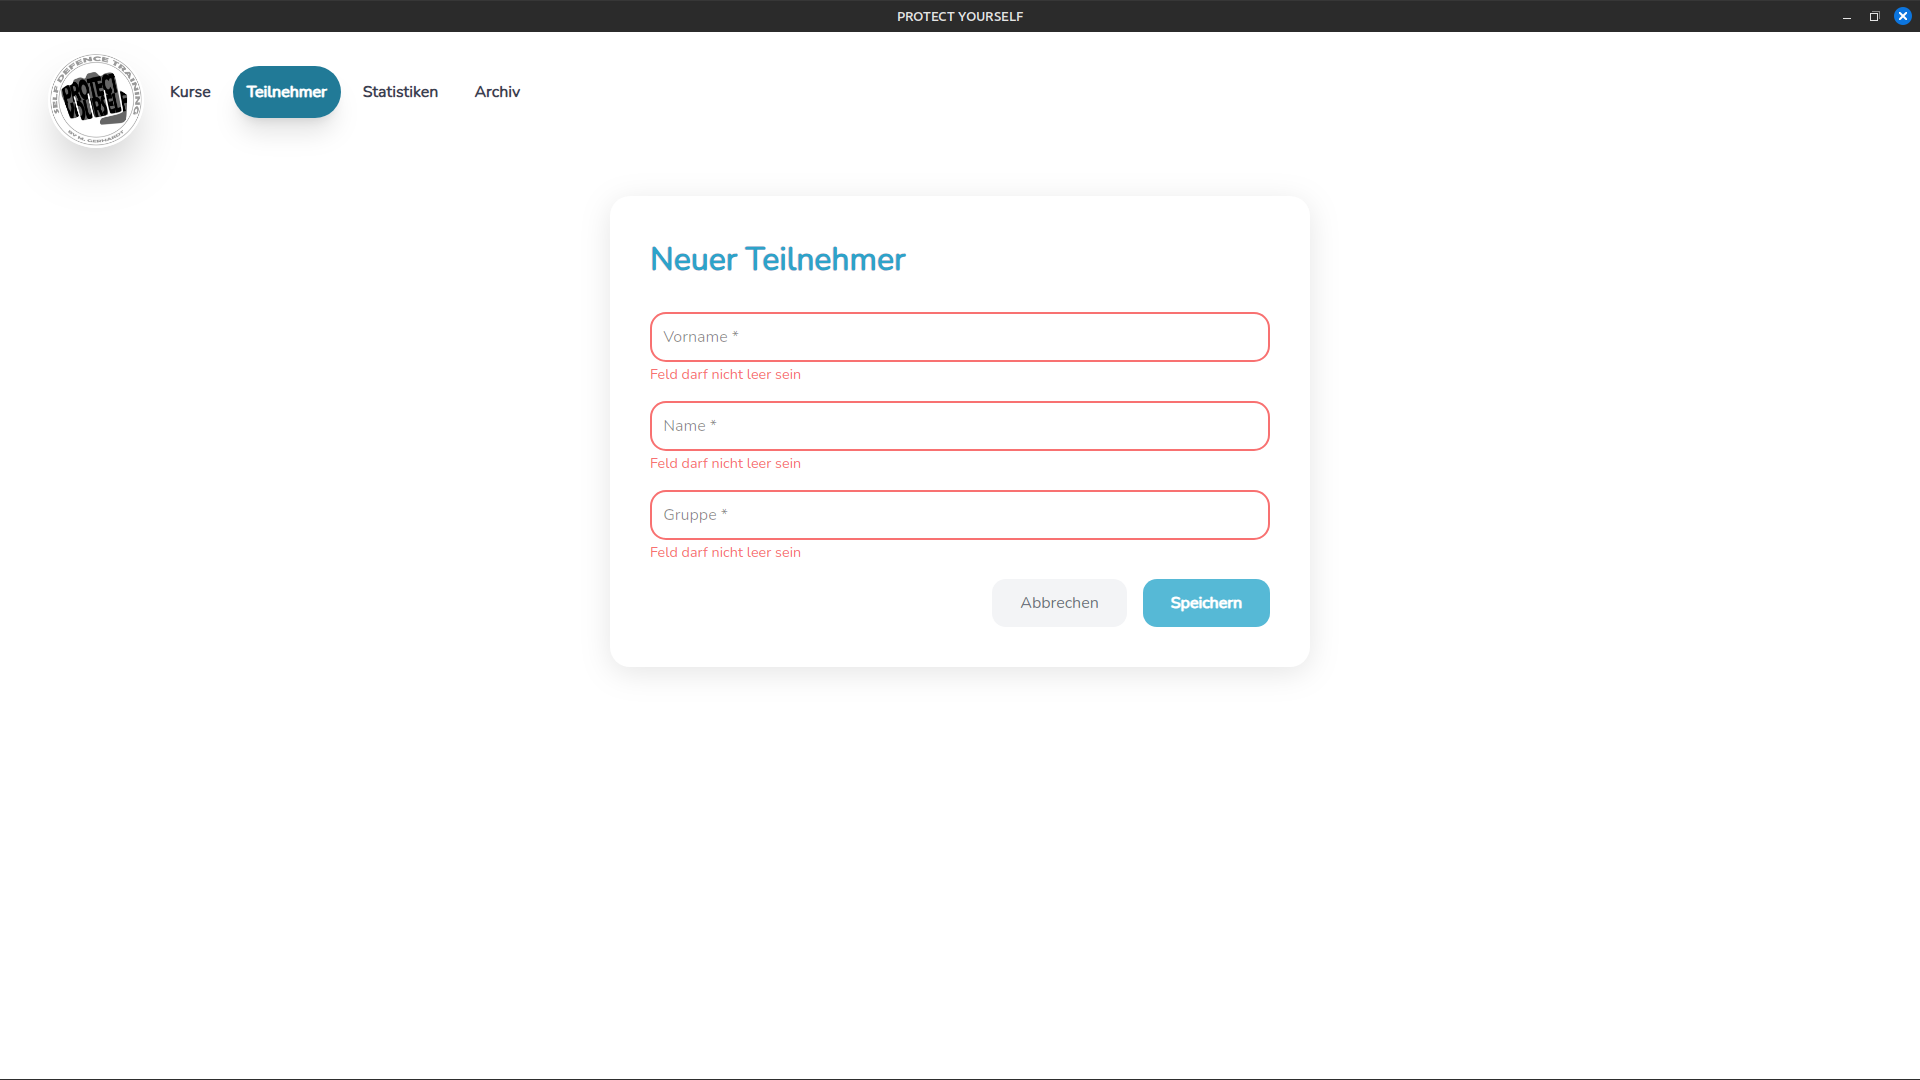 PROTECT YOURSELF
SELF DEFENCE TRAINING
PROTECT
YOURSELF
BY M. GEBHARDT
Kurse
Teilnehmer
Statistiken
Archiv
Neuer Teilnehmer
Vorname *
Feld darf nicht leer sein
Name *
Feld darf nicht leer sein
Gruppe *
Feld darf nicht leer sein
Abbrechen
Speichern